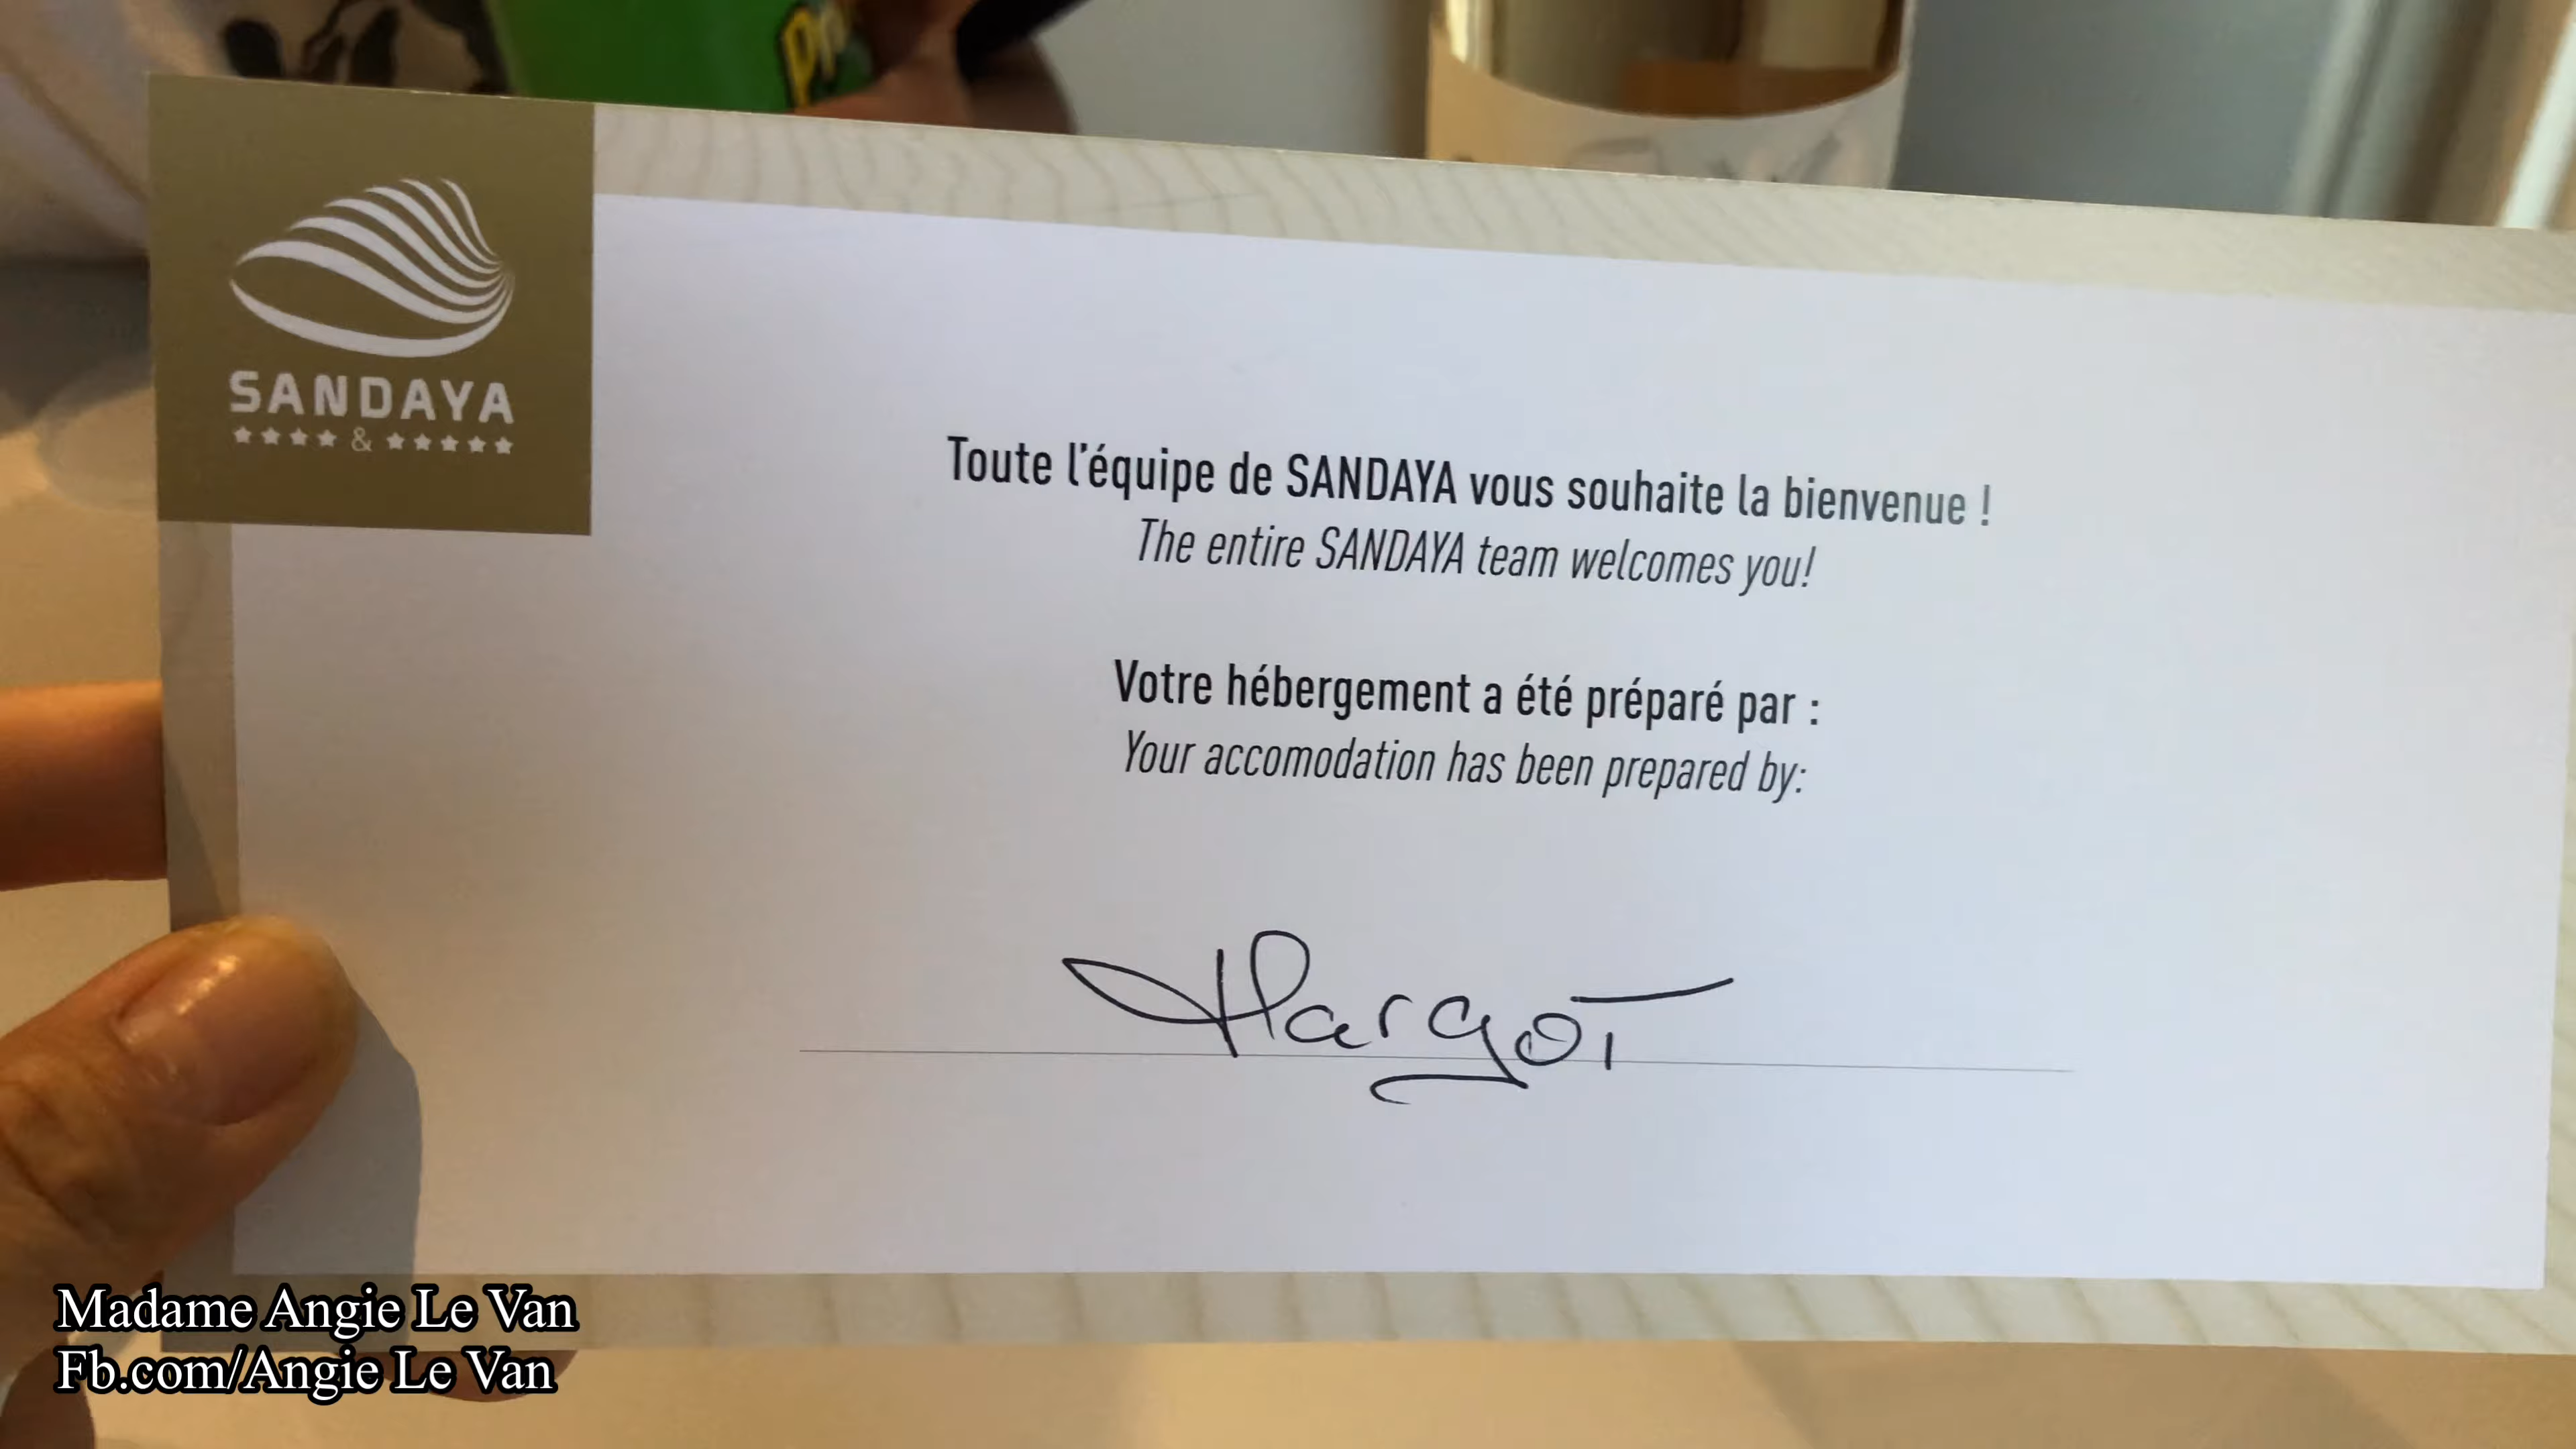 SANDAYA
★★★★ & ★★★★★
Toute l'équipe de SANDAYA vous souhaite la bienvenue !
The entire SANDAYA team welcomes you!
Votre hébergement a été préparé par :
Your accomodation has been prepared by:
Margot
Madame Angie Le Van
Fb.com/Angie Le Van